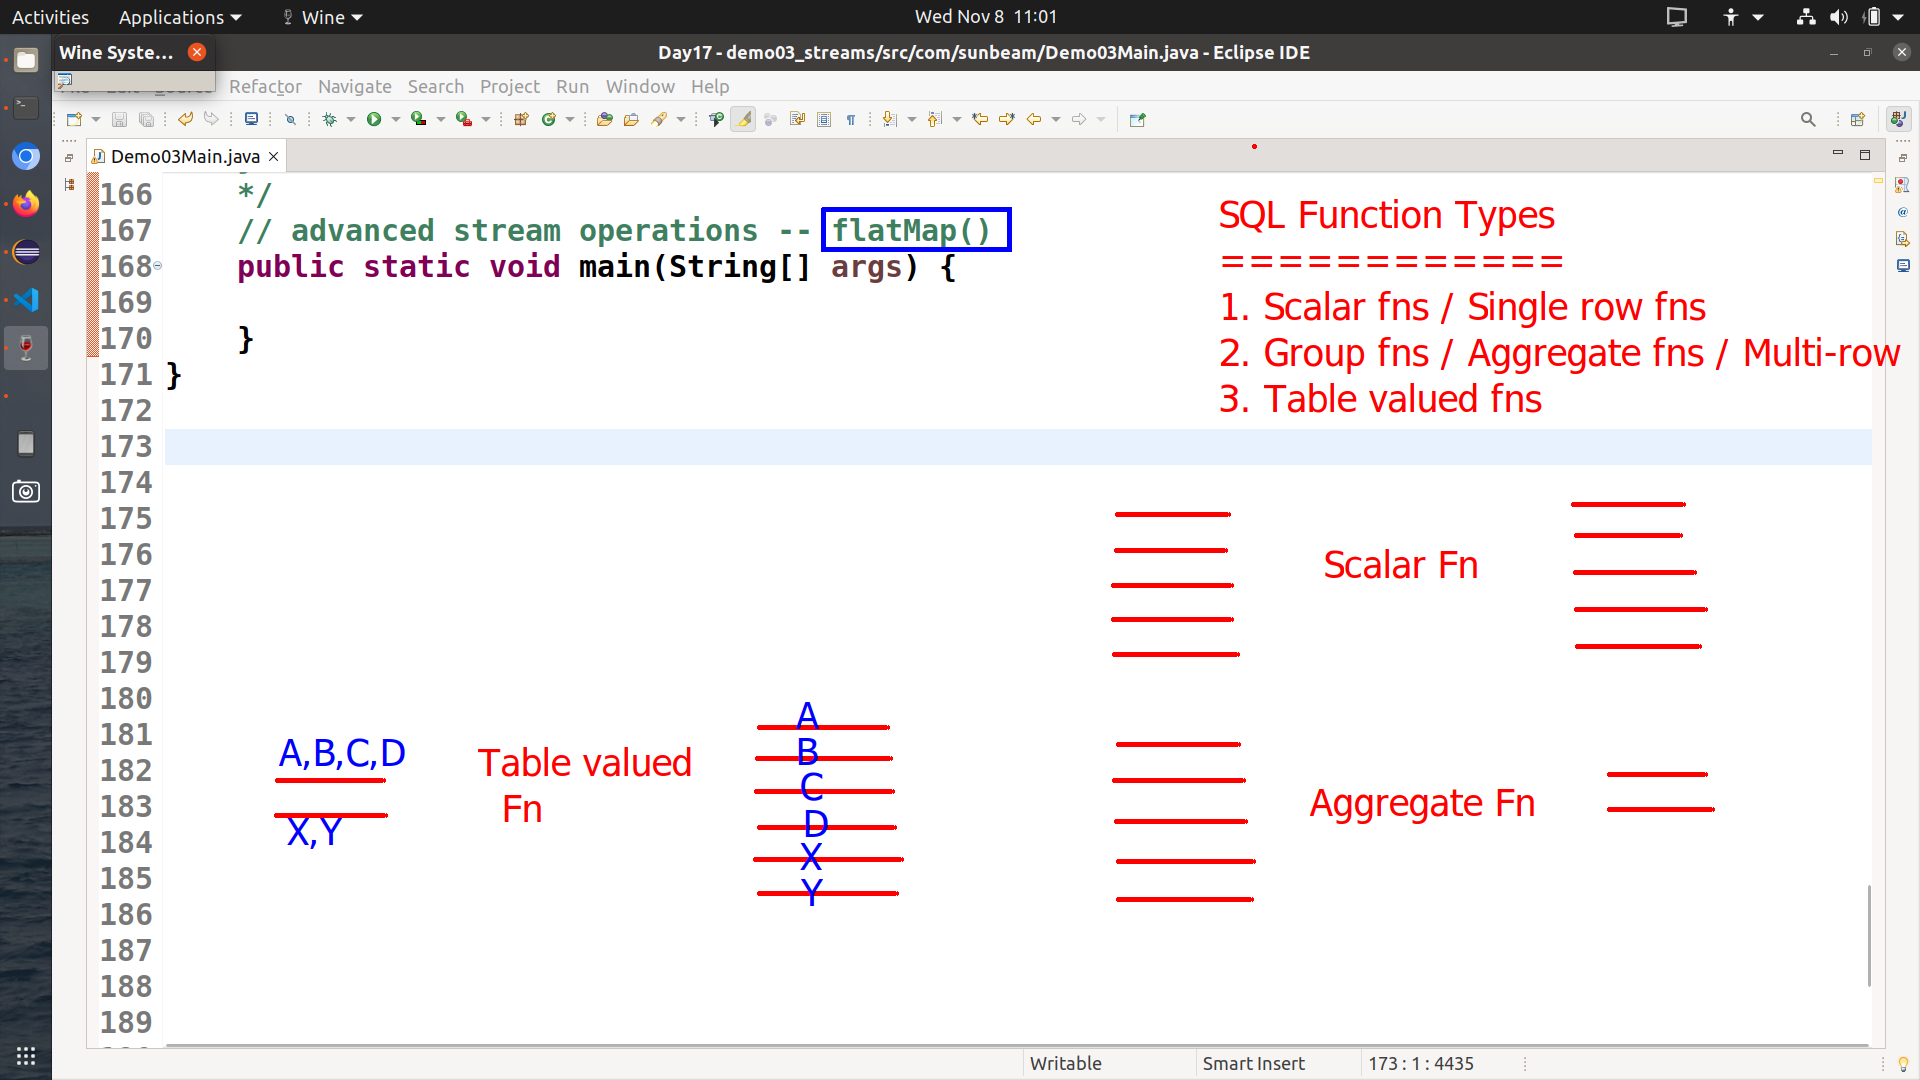 Activities Applications Wine Wed Nov 8 11:01
Wine Syste... Day17 - demo03_streams/src/com/sunbeam/Demo03Main.java - Eclipse IDE
Refactor Navigate Search Project Run Window Help
Demo03Main.java
166 */
167 // advanced stream operations -- flatMap()
168 public static void main(String[] args) {
169
170 }
171 }
172
173
174
175
176
177
178
179
180
181
182
183
184
185
186
187
188
189
SQL Function Types
============
1. Scalar fns / Single row fns
2. Group fns / Aggregate fns / Multi-row
3. Table valued fns
Scalar Fn
A,B,C,D
X,Y
Table valued
Fn
A
B
C
D
X
Y
Aggregate Fn
Writable Smart Insert 173 : 1 : 4435